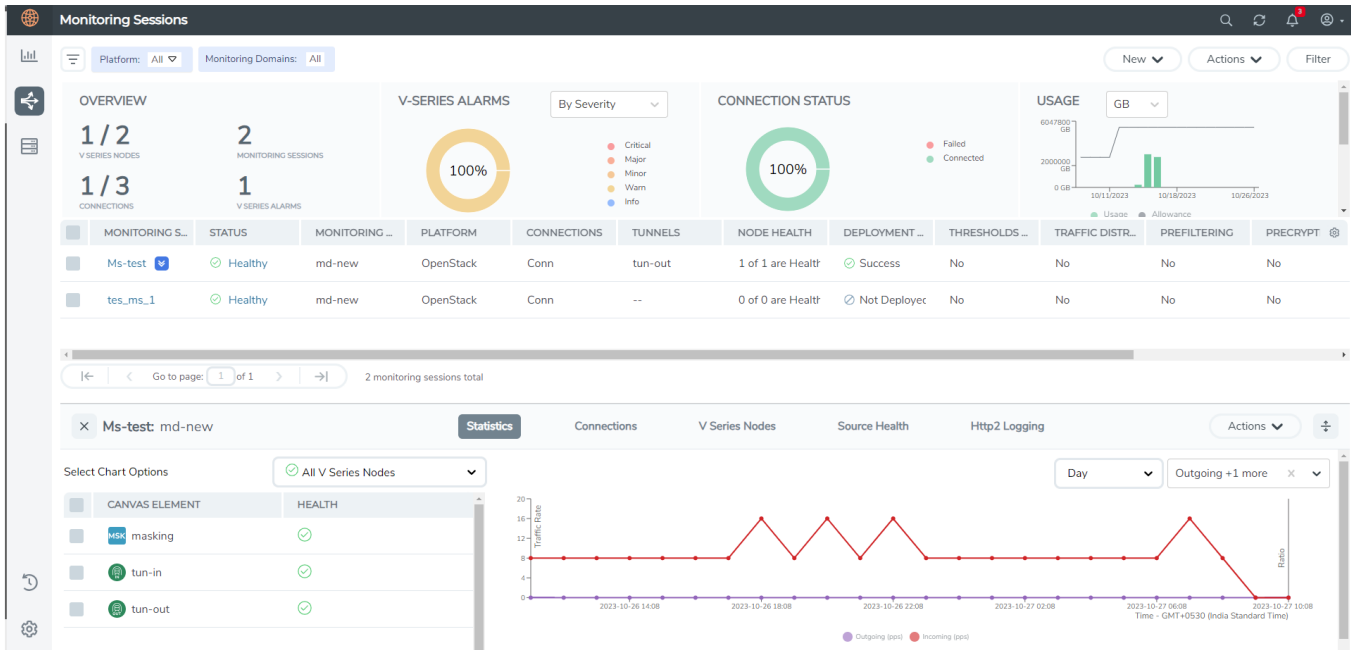 Monitoring Sessions
3
Platform: All
Monitoring Domains: All
New
Actions
Filter
OVERVIEW
1 / 2
V SERIES NODES
2
MONITORING SESSIONS
1 / 3
CONNECTIONS
1
V SERIES ALARMS
V-SERIES ALARMS
By Severity
100%
Critical
Major
Minor
Warn
Info
CONNECTION STATUS
100%
Failed
Connected
USAGE
GB
6047800
GB
2000000
GB
0 GB
10/11/2023 10/18/2023 10/26/2023
Usage Allowance
MONITORING S... STATUS MONITORING ... PLATFORM CONNECTIONS TUNNELS NODE HEALTH DEPLOYMENT ... THRESHOLDS ... TRAFFIC DISTR... PREFILTERING PRECRYPT
Ms-test Healthy md-new OpenStack Conn tun-out 1 of 1 are Health Success No No No No
tes_ms_1 Healthy md-new OpenStack Conn -- 0 of 0 are Health Not Deployed No No No No
Go to page: 1 of 1
2 monitoring sessions total
Ms-test: md-new
Statistics
Connections
V Series Nodes
Source Health
Http2 Logging
Actions
Select Chart Options
All V Series Nodes
Day
Outgoing +1 more
CANVAS ELEMENT HEALTH
MSK masking
tun-in
tun-out
20
16
12
8
4
0
Traffic Rate
Ratio
2023-10-26 14:08 2023-10-26 18:08 2023-10-26 22:08 2023-10-27 02:08 2023-10-27 06:08 2023-10-27 10:08
Time - GMT+0530 (India Standard Time)
Outgoing (pps) Incoming (pps)